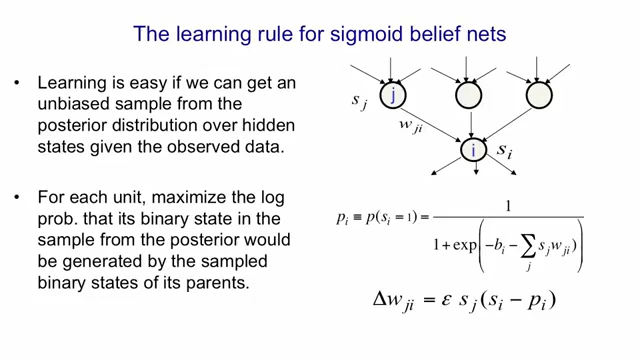 The learning rule for sigmoid belief nets
• Learning is easy if we can get an
unbiased sample from the
posterior distribution over hidden
states given the observed data.
• For each unit, maximize the log
prob. that its binary state in the
sample from the posterior would
be generated by the sampled
binary states of its parents.
s_j
j
w_ji
i
s_i
p_i ≡ p(s_i = 1) = 1 / (1 + exp(−b_i − ∑_j s_j w_ji))
Δw_ji = ε s_j (s_i − p_i)